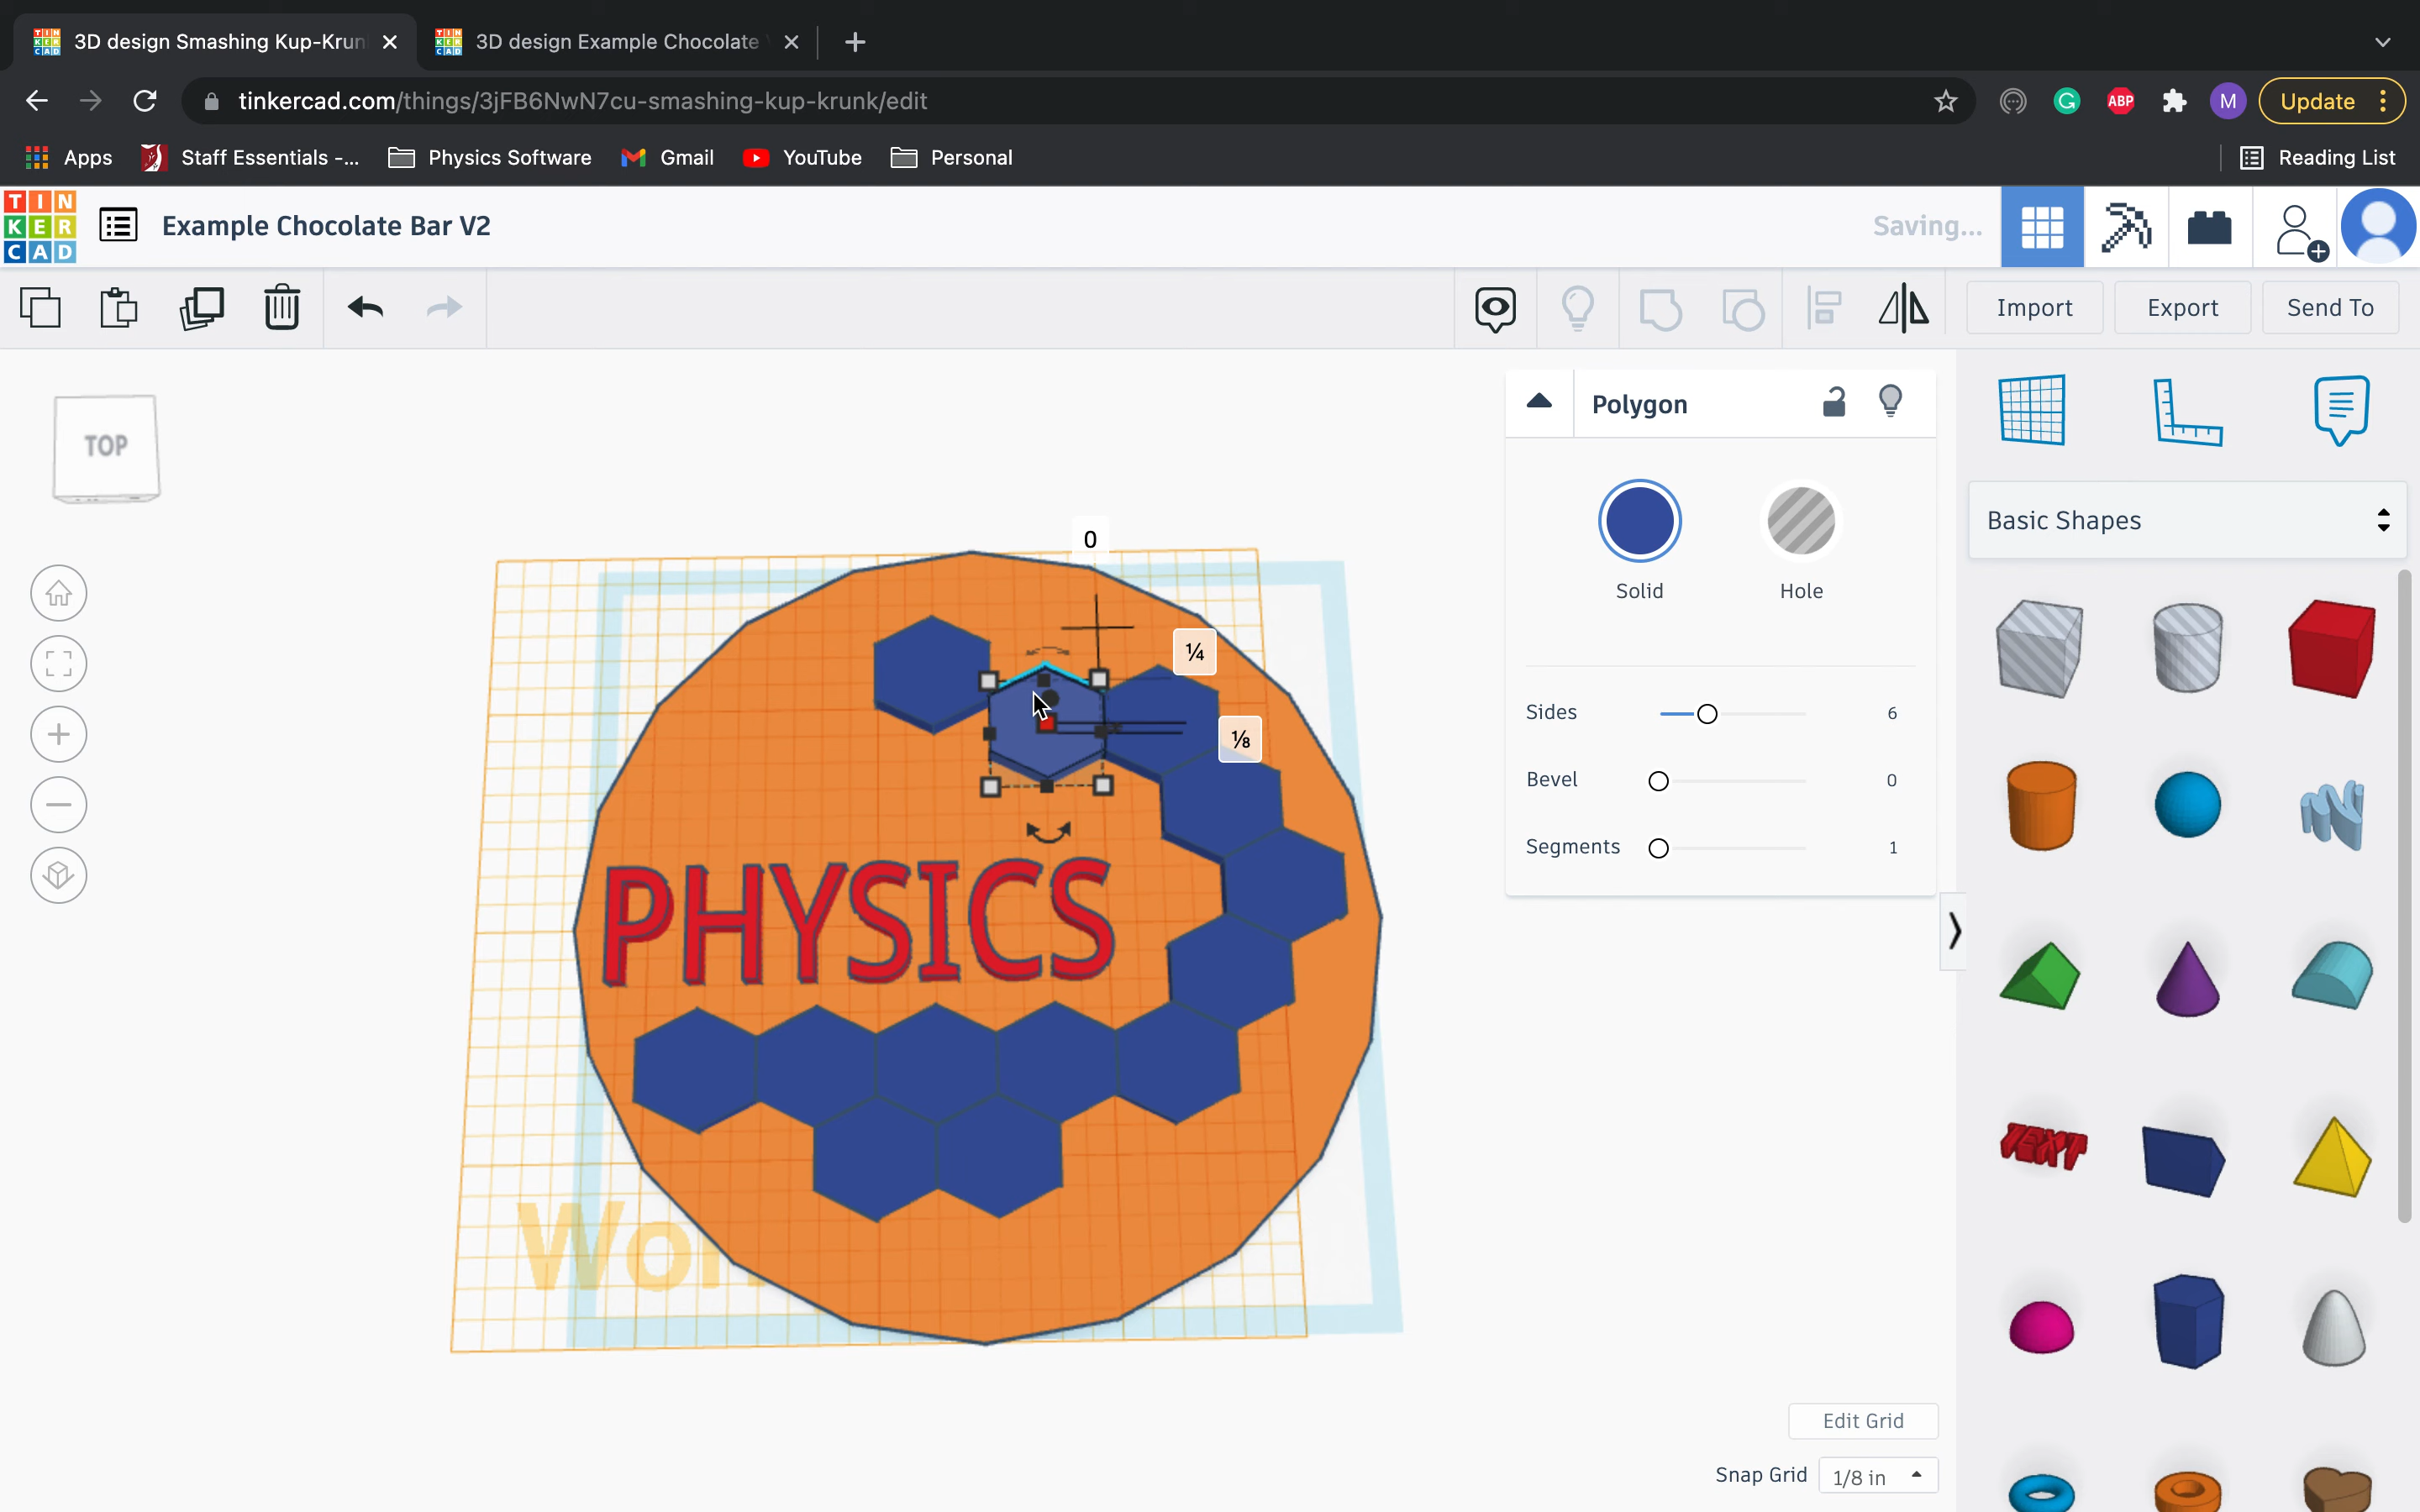 3D design Smashing Kup-Krun
3D design Example Chocolate
tinkercad.com/things/3jFB6NwN7cu-smashing-kup-krunk/edit
ABP
M
Update
Apps
Staff Essentials -...
Physics Software
Gmail
YouTube
Personal
Reading List
TIN
KER
CAD
Example Chocolate Bar V2
Saving...
Import
Export
Send To
TOP
Polygon
Solid
Hole
Sides
6
Bevel
0
Segments
1
Basic Shapes
0
¼
⅛
PHYSICS
Wor
TEXT
Edit Grid
Snap Grid
1/8 in